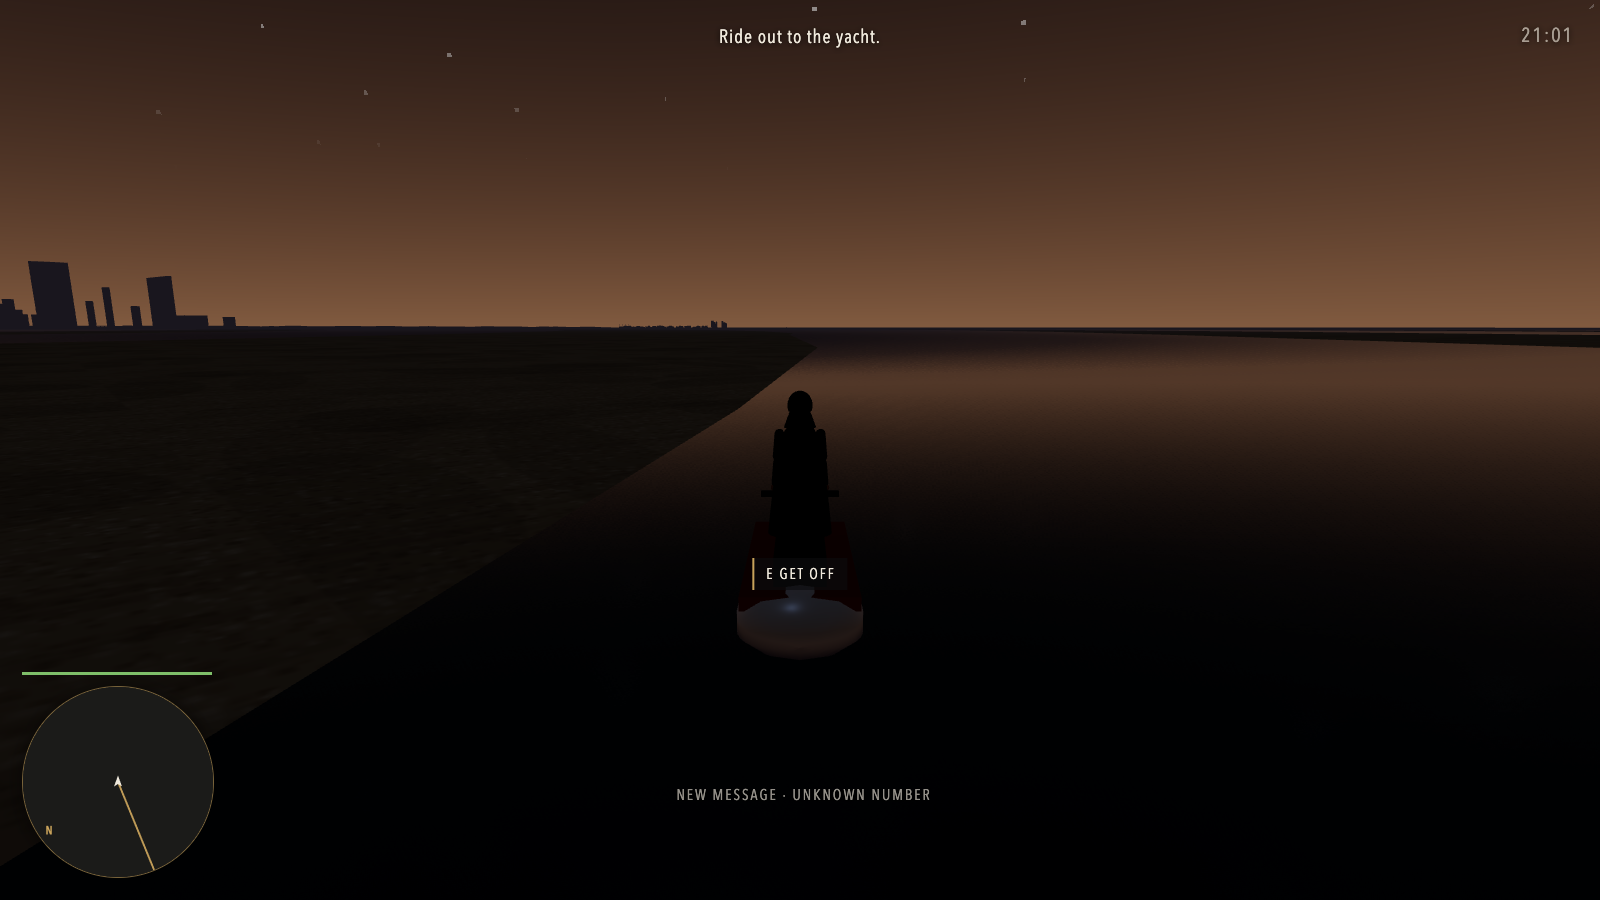 Ride out to the yacht.
21:01
E GET OFF
N
NEW MESSAGE · UNKNOWN NUMBER